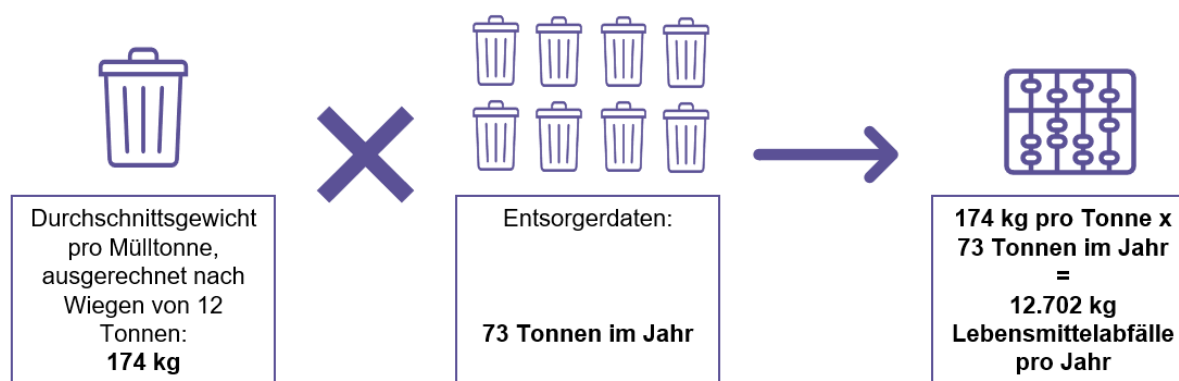 Durchschnittsgewicht
pro Mülltonne,
ausgerechnet nach
Wiegen von 12
Tonnen:
174 kg
Entsorgerdaten:
73 Tonnen im Jahr
174 kg pro Tonne x
73 Tonnen im Jahr
=
12.702 kg
Lebensmittelabfälle
pro Jahr